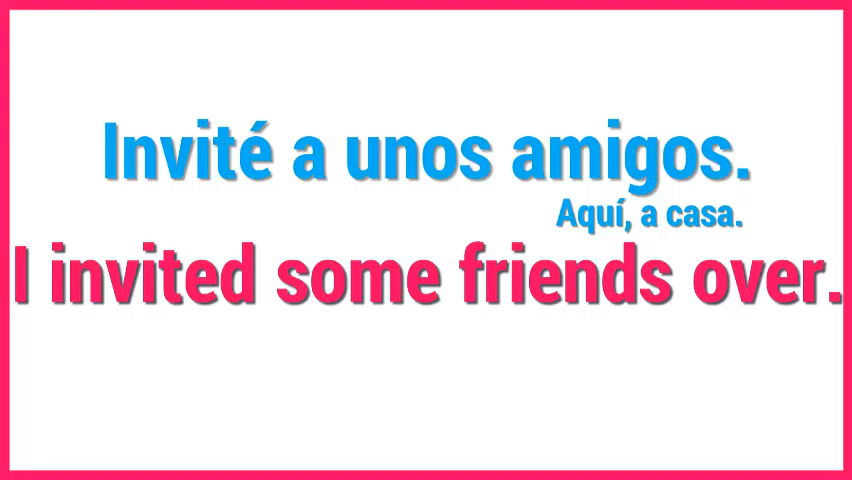 Invité a unos amigos.
Aquí, a casa.
I invited some friends over.